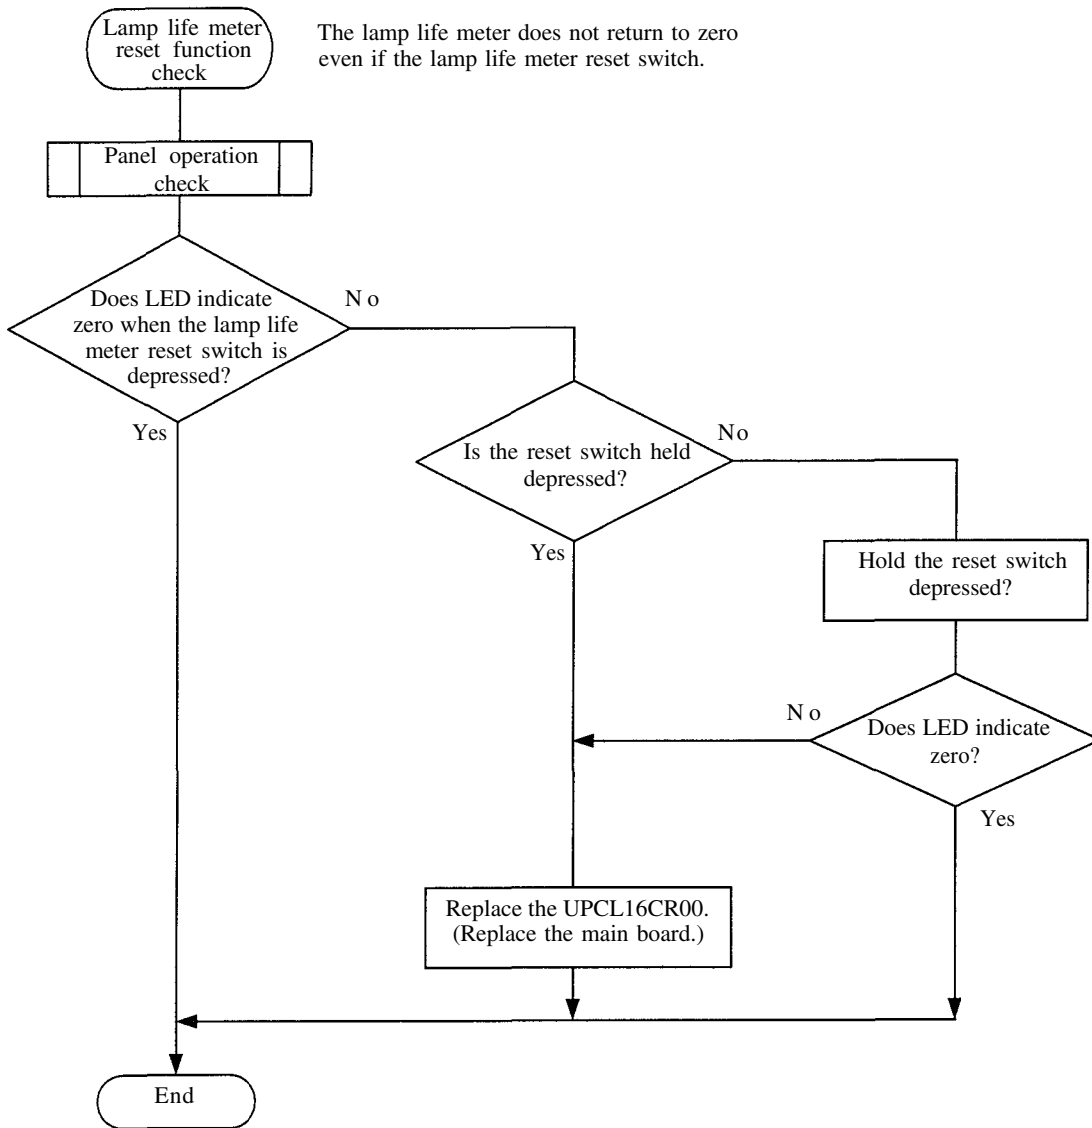 Lamp life meter
reset function
check
The lamp life meter does not return to zero
even if the lamp life meter reset switch.
Panel operation
check
Does LED indicate
zero when the lamp life
meter reset switch is
depressed?
No
Yes
Is the reset switch held
depressed?
No
Yes
Hold the reset switch
depressed?
Does LED indicate
zero?
No
Yes
Replace the UPCL16CR00.
(Replace the main board.)
End